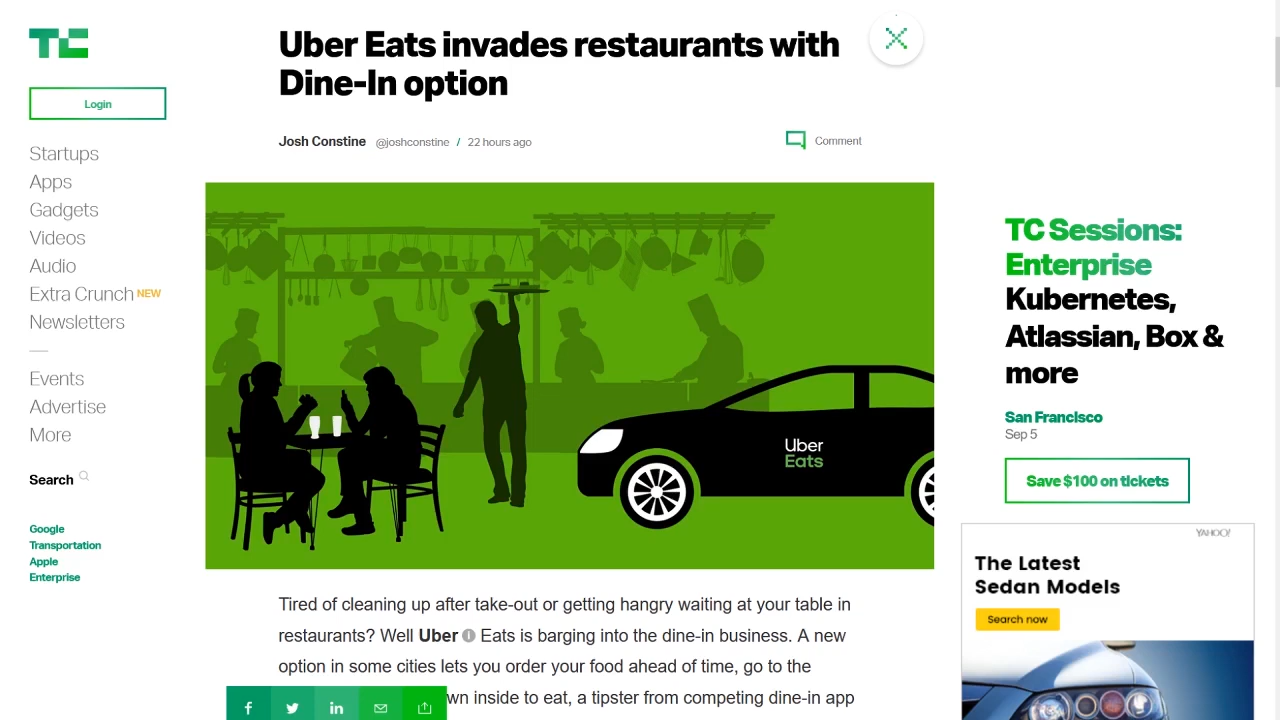 TC
Login
Startups
Apps
Gadgets
Videos
Audio
Extra Crunch NEW
Newsletters
Events
Advertise
More
Search
Google
Transportation
Apple
Enterprise
Uber Eats invades restaurants with
Dine-In option
Josh Constine @joshconstine / 22 hours ago
Comment
Uber
Eats
Tired of cleaning up after take-out or getting hangry waiting at your table in
restaurants? Well Uber i Eats is barging into the dine-in business. A new
option in some cities lets you order your food ahead of time, go to the
wn inside to eat, a tipster from competing dine-in app
TC Sessions:
Enterprise
Kubernetes,
Atlassian, Box &
more
San Francisco
Sep 5
Save $100 on tickets
YAHOO!
The Latest
Sedan Models
Search now